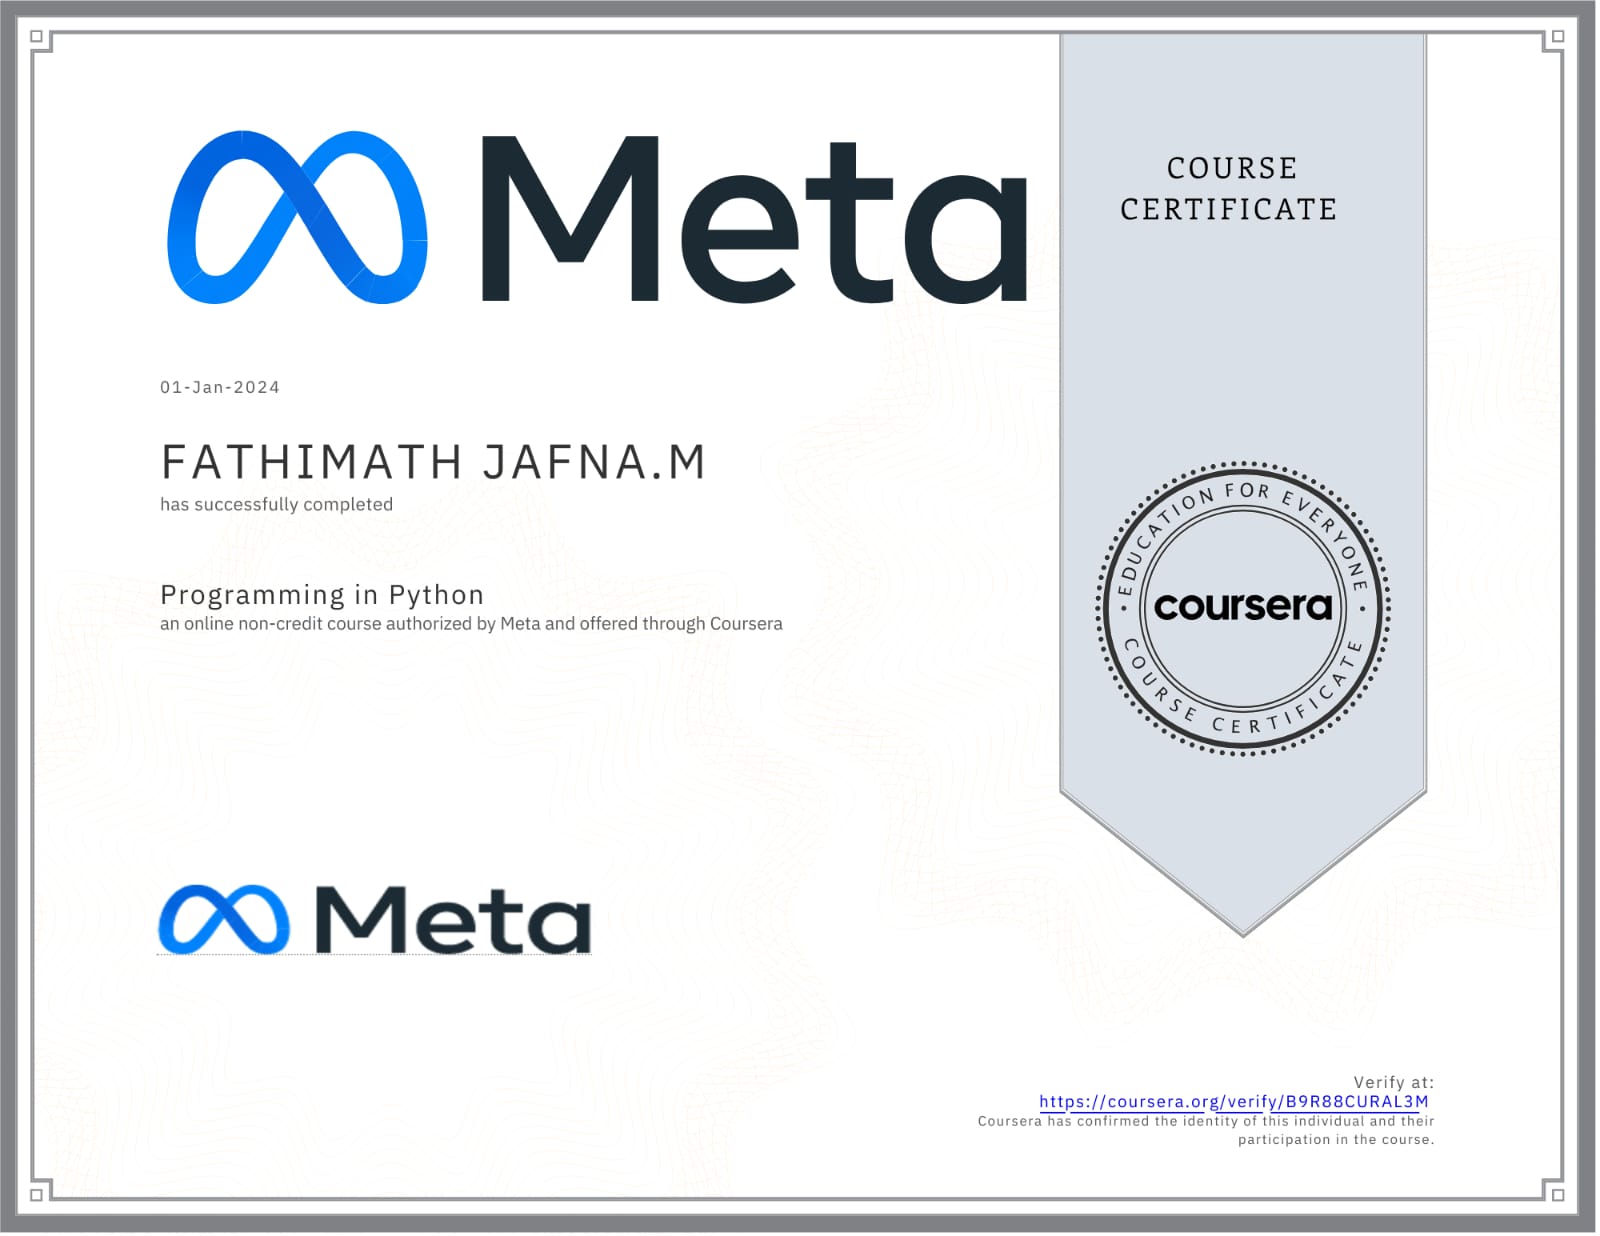 Meta
COURSE
CERTIFICATE
01-Jan-2024
FATHIMATH JAFNA.M
has successfully completed
Programming in Python
an online non-credit course authorized by Meta and offered through Coursera
EDUCATION FOR EVERYONE
coursera
COURSE CERTIFICATE
Meta
Verify at:
https://coursera.org/verify/B9R88CURAL3M
Coursera has confirmed the identity of this individual and their
participation in the course.